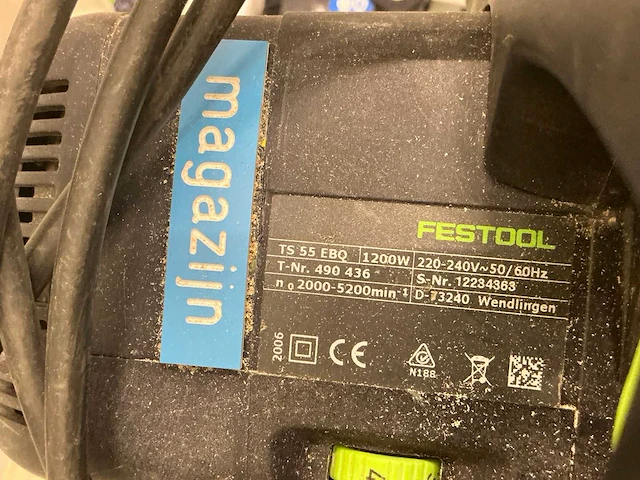 magazijn
FESTOOL
TS 55 EBQ 1200W 220-240V~50/60Hz
T-Nr. 490 436 S-Nr. 12234363
n₀ 2000-5200min⁻¹ D-73240 Wendlingen
2006 CE N188
4